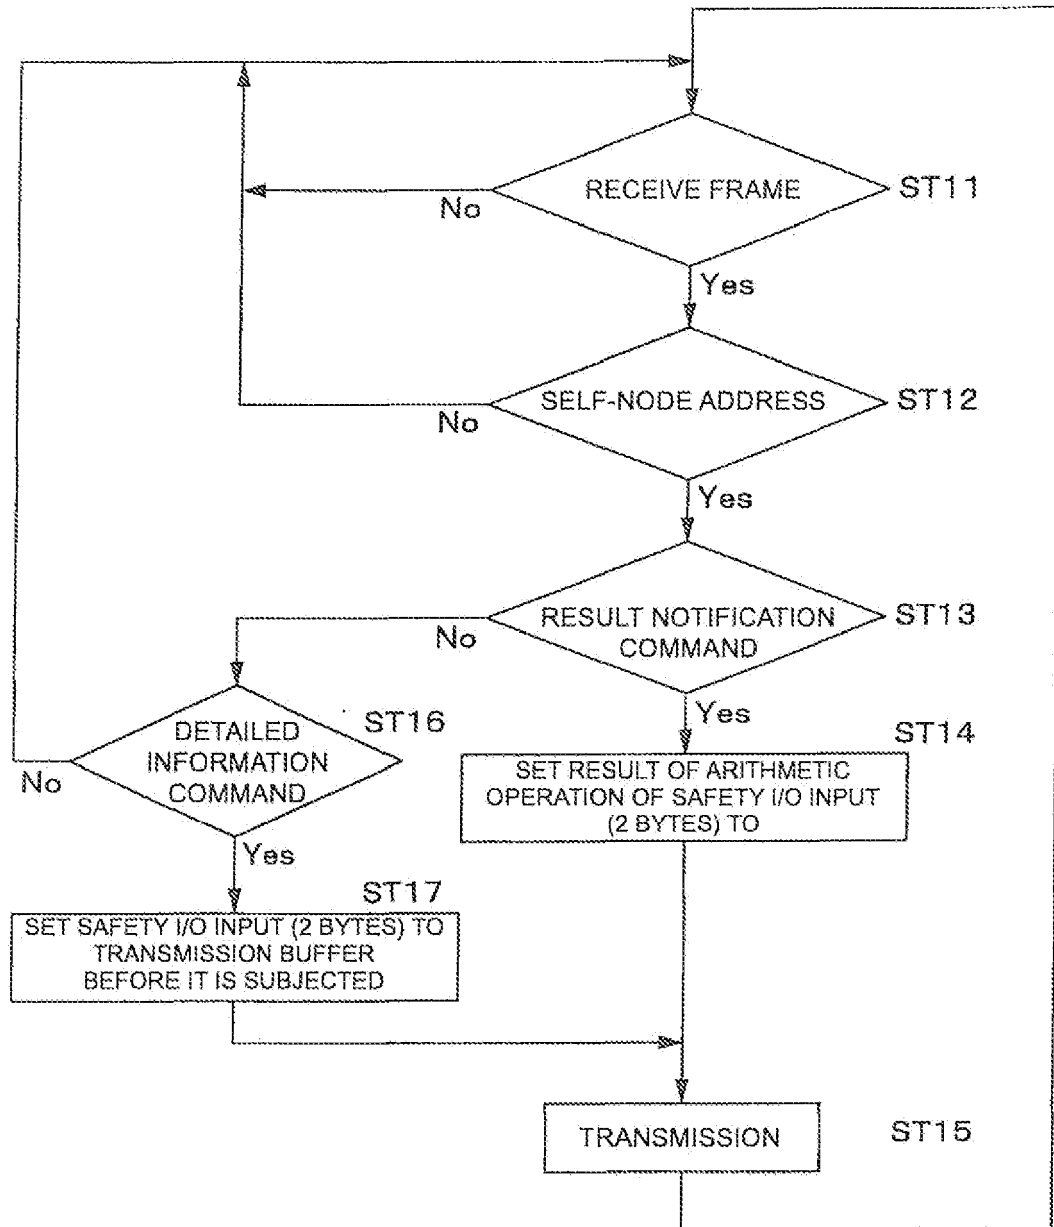 RECEIVE FRAME
ST11
No
Yes
SELF-NODE ADDRESS
ST12
No
Yes
RESULT NOTIFICATION
COMMAND
ST13
No
Yes
DETAILED
INFORMATION
COMMAND
ST16
No
Yes
ST14
SET RESULT OF ARITHMETIC
OPERATION OF SAFETY I/O INPUT
(2 BYTES) TO
ST17
SET SAFETY I/O INPUT (2 BYTES) TO
TRANSMISSION BUFFER
BEFORE IT IS SUBJECTED
TRANSMISSION
ST15